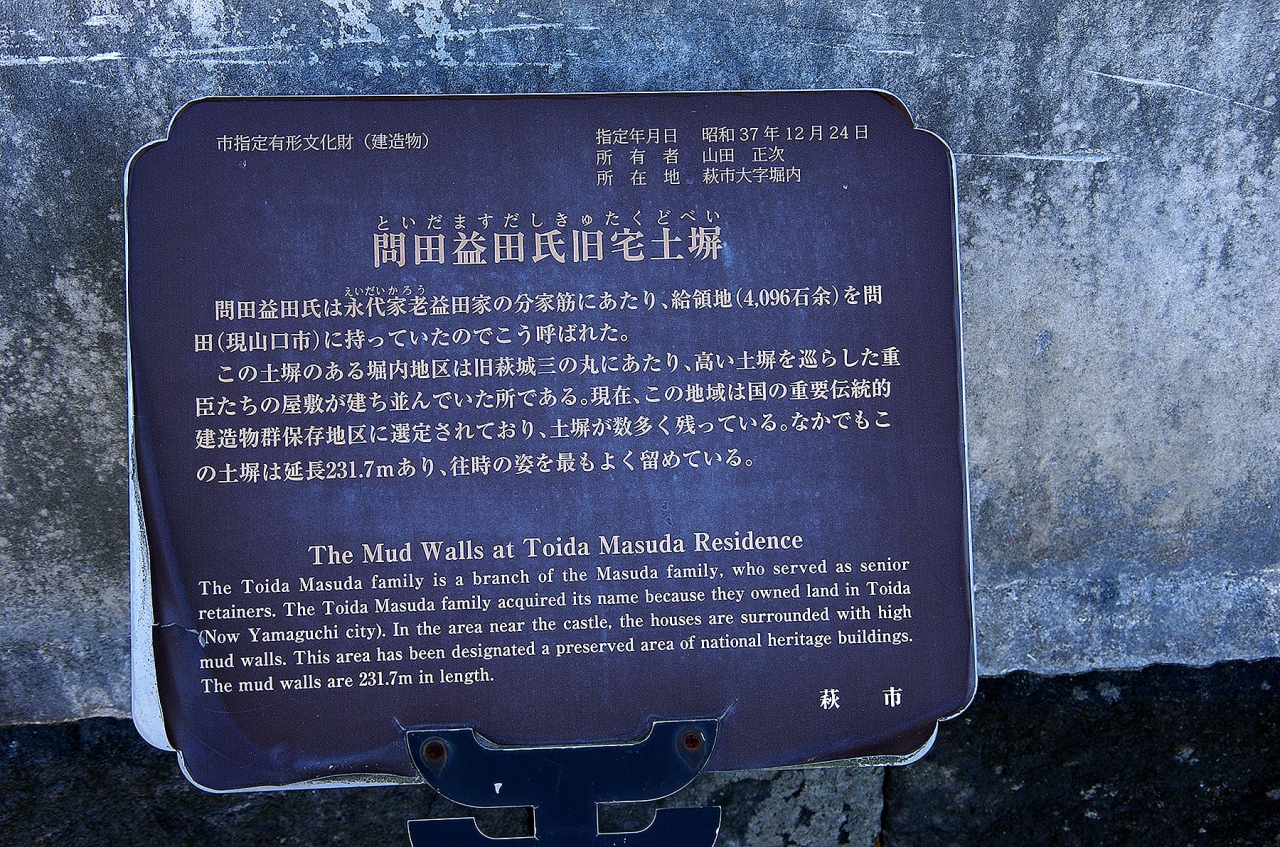 市指定有形文化財（建造物）
指定年月日　昭和37年12月24日
所　有　者　山田　正次
所　在　地　萩市大字堀内
といだますだしきゅたくどべい
問田益田氏旧宅土塀
えいだいかろう
問田益田氏は永代家老益田家の分家筋にあたり、給領地（4,096石余）を問
田（現山口市）に持っていたのでこう呼ばれた。
この土塀のある堀内地区は旧萩城三の丸にあたり、高い土塀を巡らした重
臣たちの屋敷が建ち並んでいた所である。現在、この地域は国の重要伝統的
建造物群保存地区に選定されており、土塀が数多く残っている。なかでもこ
の土塀は延長231.7mあり、往時の姿を最もよく留めている。
The Mud Walls at Toida Masuda Residence
The Toida Masuda family is a branch of the Masuda family, who served as senior
retainers. The Toida Masuda family acquired its name because they owned land in Toida
(Now Yamaguchi city). In the area near the castle, the houses are surrounded with high
mud walls. This area has been designated a preserved area of national heritage buildings.
The mud walls are 231.7m in length.
萩　市